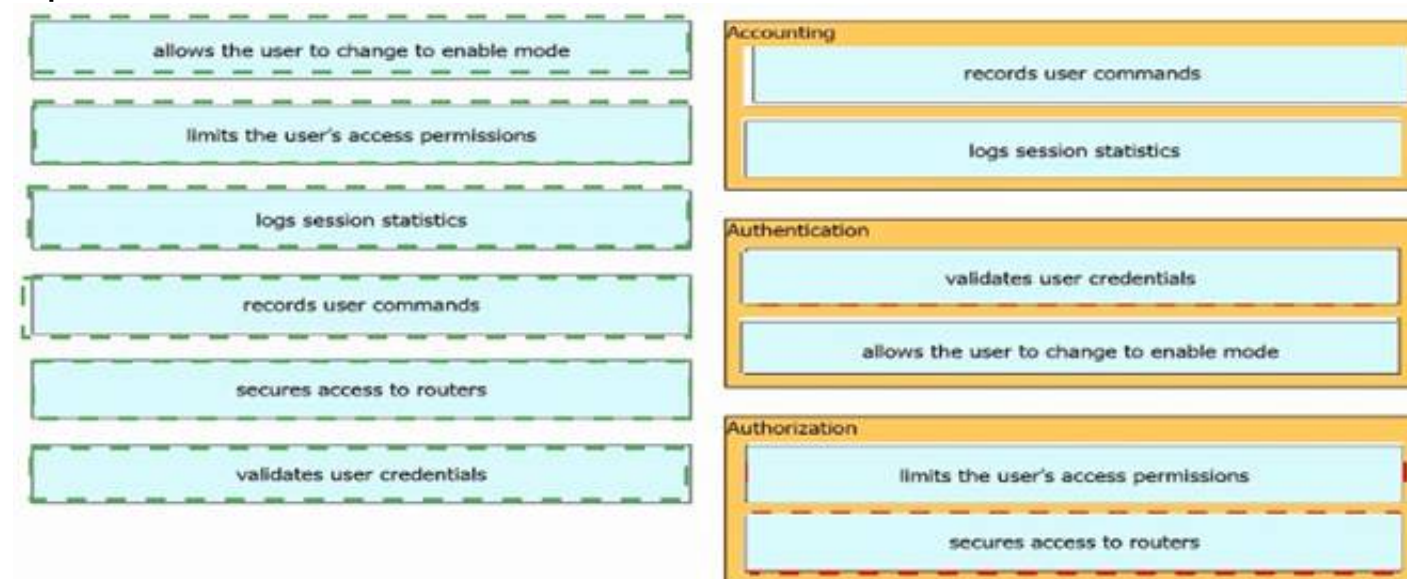 allows the user to change to enable mode
limits the user's access permissions
logs session statistics
records user commands
secures access to routers
validates user credentials
Accounting
records user commands
logs session statistics
Authentication
validates user credentials
allows the user to change to enable mode
Authorization
limits the user's access permissions
secures access to routers